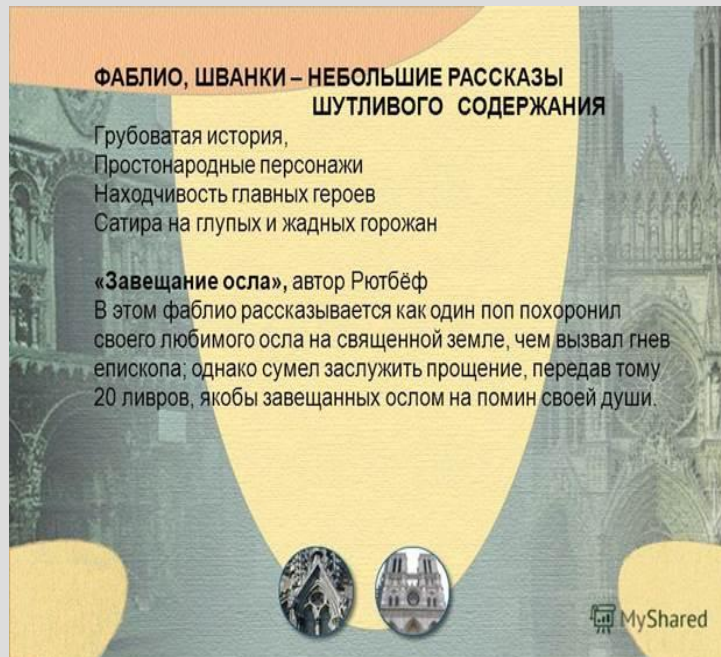 ФАБЛИО, ШВАНКИ – НЕБОЛЬШИЕ РАССКАЗЫ
ШУТЛИВОГО СОДЕРЖАНИЯ
Грубоватая история,
Простонародные персонажи
Находчивость главных героев
Сатира на глупых и жадных горожан
«Завещание осла», автор Рютбёф
В этом фаблио рассказывается как один поп похоронил
своего любимого осла на священной земле, чем вызвал гнев
епископа; однако сумел заслужить прощение, передав тому
20 ливров, якобы завещанных ослом на помин своей души.
MyShared